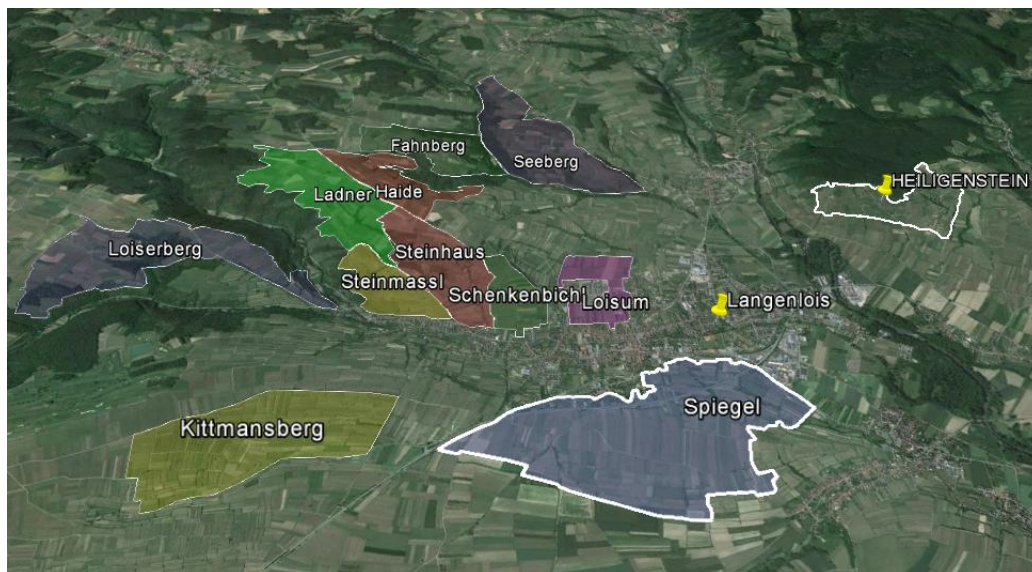 Fahnberg
Seeberg
HEILIGENSTEIN
Ladner
Haide
Loiserberg
Steinhaus
Steinmassl
Schenkenbichl
Loisum
Langenlois
Spiegel
Kittmansberg